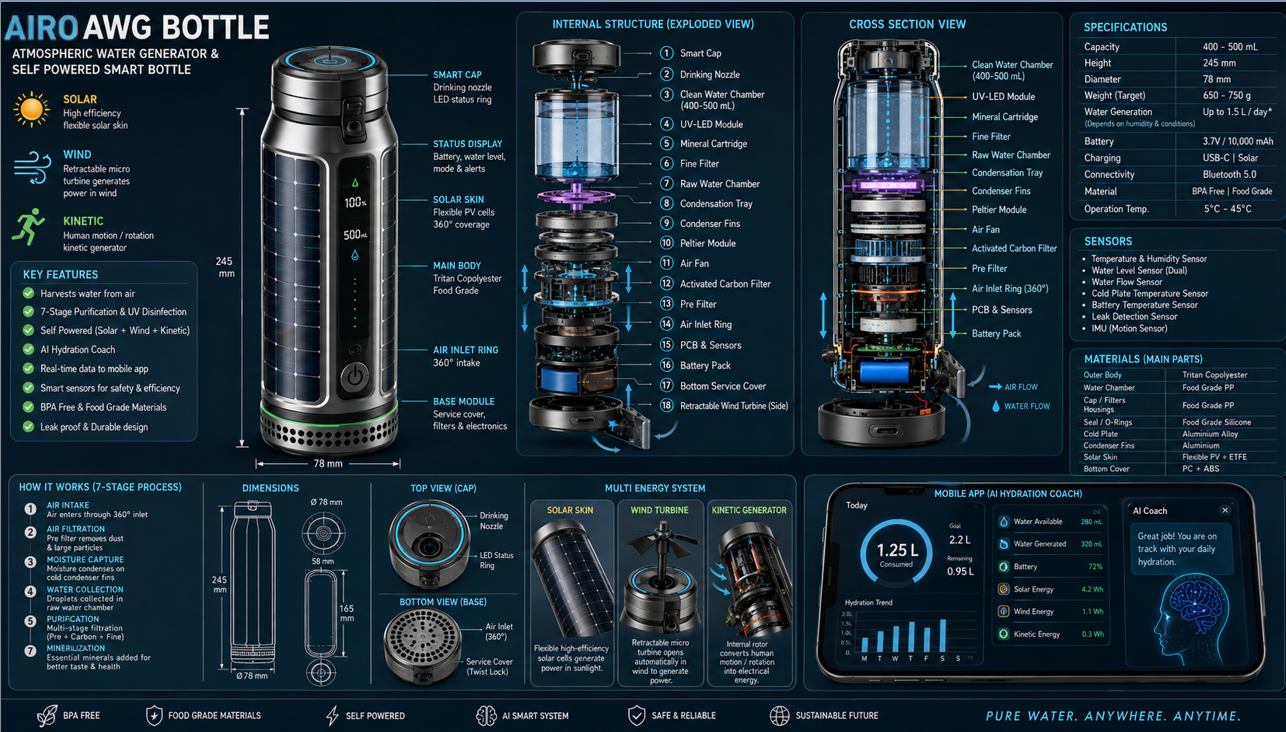 AIRO AWG BOTTLE
ATMOSPHERIC WATER GENERATOR &
SELF POWERED SMART BOTTLE
SOLAR
High efficiency
flexible solar skin
WIND
Retractable micro
turbine generates
power in wind
KINETIC
Human motion / rotation
kinetic generator
KEY FEATURES
Harvests water from air
7-Stage Purification & UV Disinfection
Self Powered (Solar + Wind + Kinetic)
AI Hydration Coach
Real-time data to mobile app
Smart sensors for safety & efficiency
BPA Free & Food Grade Materials
Leak proof & Durable design
245
mm
100%
500mL
78 mm
SMART CAP
Drinking nozzle
LED status ring
STATUS DISPLAY
Battery, water level,
mode & alerts
SOLAR SKIN
Flexible PV cells
360° coverage
MAIN BODY
Tritan Copolyester
Food Grade
AIR INLET RING
360° intake
BASE MODULE
Service cover,
filters & electronics
INTERNAL STRUCTURE (EXPLODED VIEW)
1 Smart Cap
2 Drinking Nozzle
3 Clean Water Chamber
(400-500 mL)
4 UV-LED Module
5 Mineral Cartridge
6 Fine Filter
7 Raw Water Chamber
8 Condensation Tray
9 Condenser Fins
10 Peltier Module
11 Air Fan
12 Activated Carbon Filter
13 Pre Filter
14 Air Inlet Ring
15 PCB & Sensors
16 Battery Pack
17 Bottom Service Cover
18 Retractable Wind Turbine (Side)
CROSS SECTION VIEW
Clean Water Chamber
(400-500 mL)
UV-LED Module
Mineral Cartridge
Fine Filter
Raw Water Chamber
Condensation Tray
Condenser Fins
Peltier Module
Air Fan
Activated Carbon Filter
Pre Filter
Air Inlet Ring (360°)
PCB & Sensors
Battery Pack
AIR FLOW
WATER FLOW
SPECIFICATIONS
Capacity 400 - 500 mL
Height 245 mm
Diameter 78 mm
Weight (Target) 650 - 750 g
Water Generation Up to 1.5 L / day*
(Depends on humidity & conditions)
Battery 3.7V / 10,000 mAh
Charging USB-C | Solar
Connectivity Bluetooth 5.0
Material BPA Free | Food Grade
Operation Temp. 5°C - 45°C
SENSORS
• Temperature & Humidity Sensor
• Water Level Sensor (Dual)
• Water Flow Sensor
• Cold Plate Temperature Sensor
• Battery Temperature Sensor
• Leak Detection Sensor
• IMU (Motion Sensor)
MATERIALS (MAIN PARTS)
Outer Body Tritan Copolyester
Water Chamber Food Grade PP
Cap / Filters
Housings Food Grade PP
Seal / O-Rings Food Grade Silicone
Cold Plate Aluminium Alloy
Condenser Fins Aluminium
Solar Skin Flexible PV + ETFE
Bottom Cover PC + ABS
HOW IT WORKS (7-STAGE PROCESS)
1 AIR INTAKE
Air enters through 360° inlet
2 AIR FILTRATION
Pre filter removes dust
& large particles
3 MOISTURE CAPTURE
Moisture condenses on
cold condenser fins
4 WATER COLLECTION
Droplets collected in
raw water chamber
5 PURIFICATION
Multi-stage filtration
(Pre + Carbon + Fine)
7 MINERLIZATION
Essential minerals added for
better taste & health
DIMENSIONS
Ø 78 mm
58 mm
245
mm
165
mm
Ø 78 mm
TOP VIEW (CAP)
Drinking
Nozzle
LED Status
Ring
BOTTOM VIEW (BASE)
Air Inlet
(360°)
Service Cover
(Twist Lock)
MULTI ENERGY SYSTEM
SOLAR SKIN
Flexible high-efficiency
solar cells generate
power in sunlight.
WIND TURBINE
Retractable micro
turbine opens
automatically in
wind to generate
power.
KINETIC GENERATOR
Internal rotor
converts human
motion / rotation
into electrical
energy.
MOBILE APP (AI HYDRATION COACH)
Today
1.25 L
Consumed
Goal
2.2 L
Remaining
0.95 L
Hydration Trend
2.0L
1.5L
1.0L
0.5L
0L
M T W T F S S
Water Available 280 mL
Water Generated 320 mL
Battery 72%
Solar Energy 4.2 Wh
Wind Energy 1.1 Wh
Kinetic Energy 0.3 Wh
AI Coach
Great job! You are on
track with your daily
hydration.
BPA FREE
FOOD GRADE MATERIALS
SELF POWERED
AI SMART SYSTEM
SAFE & RELIABLE
SUSTAINABLE FUTURE
PURE WATER. ANYWHERE. ANYTIME.